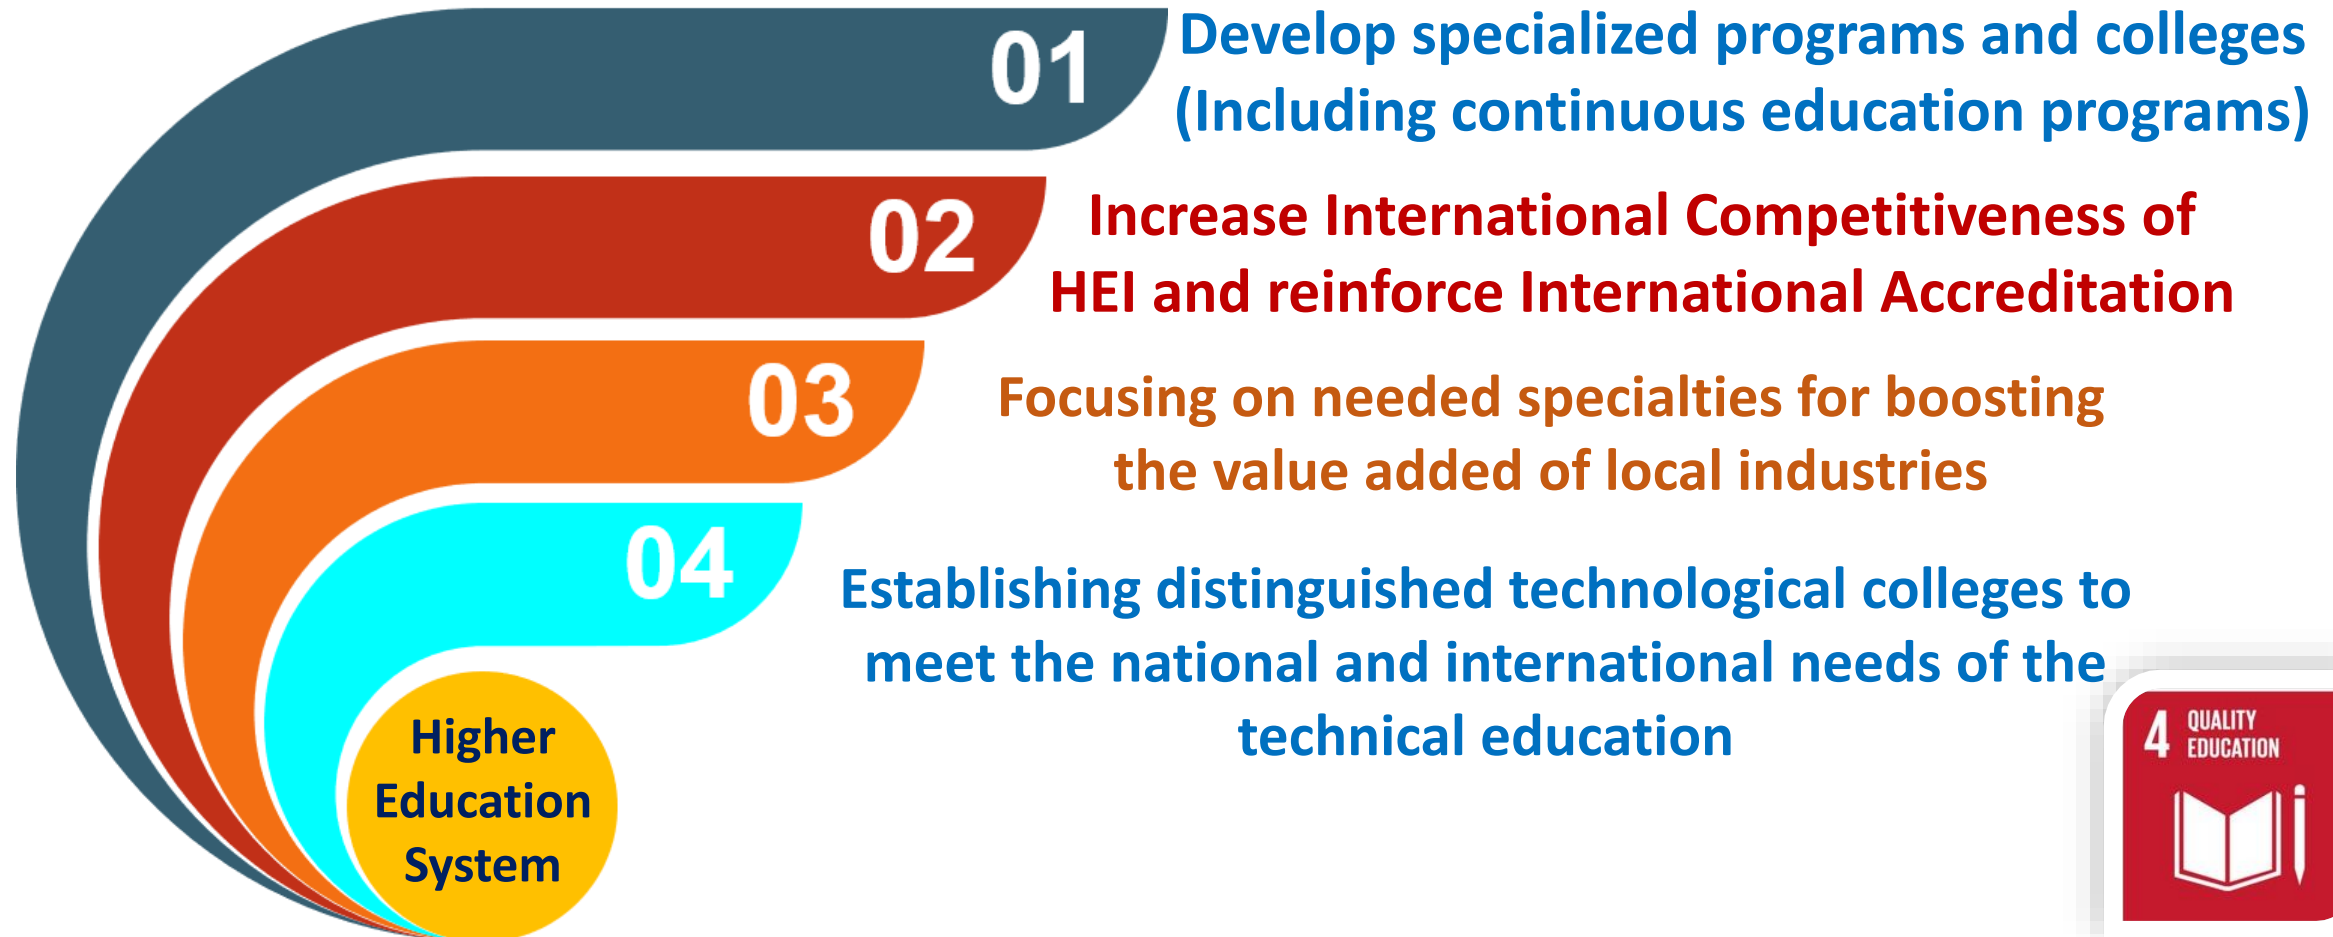 01
Develop specialized programs and colleges
(Including continuous education programs)
02
Increase International Competitiveness of
HEI and reinforce International Accreditation
03
Focusing on needed specialties for boosting
the value added of local industries
04
Establishing distinguished technological colleges to
meet the national and international needs of the
technical education
Higher
Education
System
4 QUALITY
EDUCATION